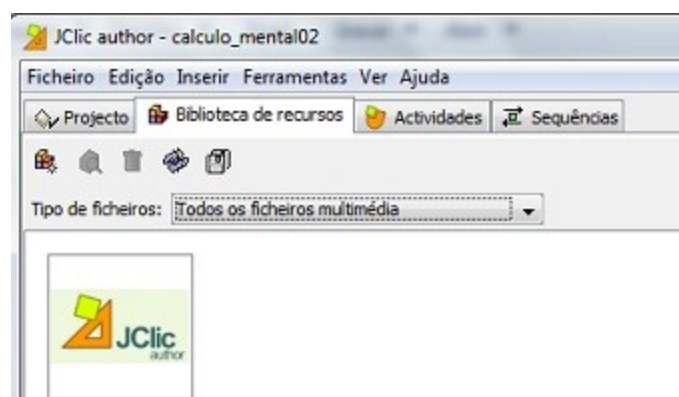 JClic author - calculo_mental02
Ficheiro Edição Inserir Ferramentas Ver Ajuda
Projecto Biblioteca de recursos Actividades Sequências
Tipo de ficheiros: Todos os ficheiros multimédia
JClic
author